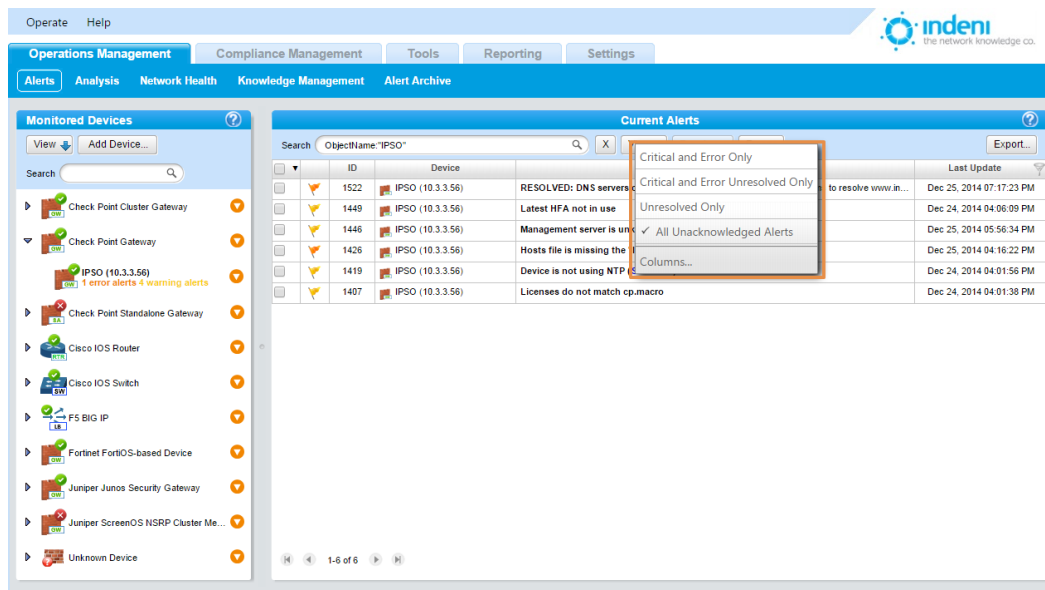 Operate Help
indeni
the network knowledge co.
Operations Management Compliance Management Tools Reporting Settings
Alerts Analysis Network Health Knowledge Management Alert Archive
Monitored Devices ?
View Add Device...
Search
Check Point Cluster Gateway
GW
Check Point Gateway
GW
IPSO (10.3.3.56)
1 error alerts 4 warning alerts
GW
Check Point Standalone Gateway
SA
Cisco IOS Router
RTR
Cisco IOS Switch
SW
F5 BIG IP
LB
Fortinet FortiOS-based Device
GW
Juniper Junos Security Gateway
GW
Juniper ScreenOS NSRP Cluster Me...
GW
Unknown Device
Current Alerts ?
Search ObjectName:"IPSO" X Export...
ID Device Last Update
1522 IPSO (10.3.3.56) RESOLVED: DNS servers to resolve www.in... Dec 25, 2014 07:17:23 PM
1449 IPSO (10.3.3.56) Latest HFA not in use Dec 24, 2014 04:06:09 PM
1446 IPSO (10.3.3.56) Management server is Dec 25, 2014 05:56:34 PM
1426 IPSO (10.3.3.56) Hosts file is missing the Dec 25, 2014 04:16:22 PM
1419 IPSO (10.3.3.56) Device is not using NTP Dec 24, 2014 04:01:56 PM
1407 IPSO (10.3.3.56) Licenses do not match cp.macro Dec 24, 2014 04:01:38 PM
Critical and Error Only
Critical and Error Unresolved Only
Unresolved Only
✓ All Unacknowledged Alerts
Columns...
1-6 of 6